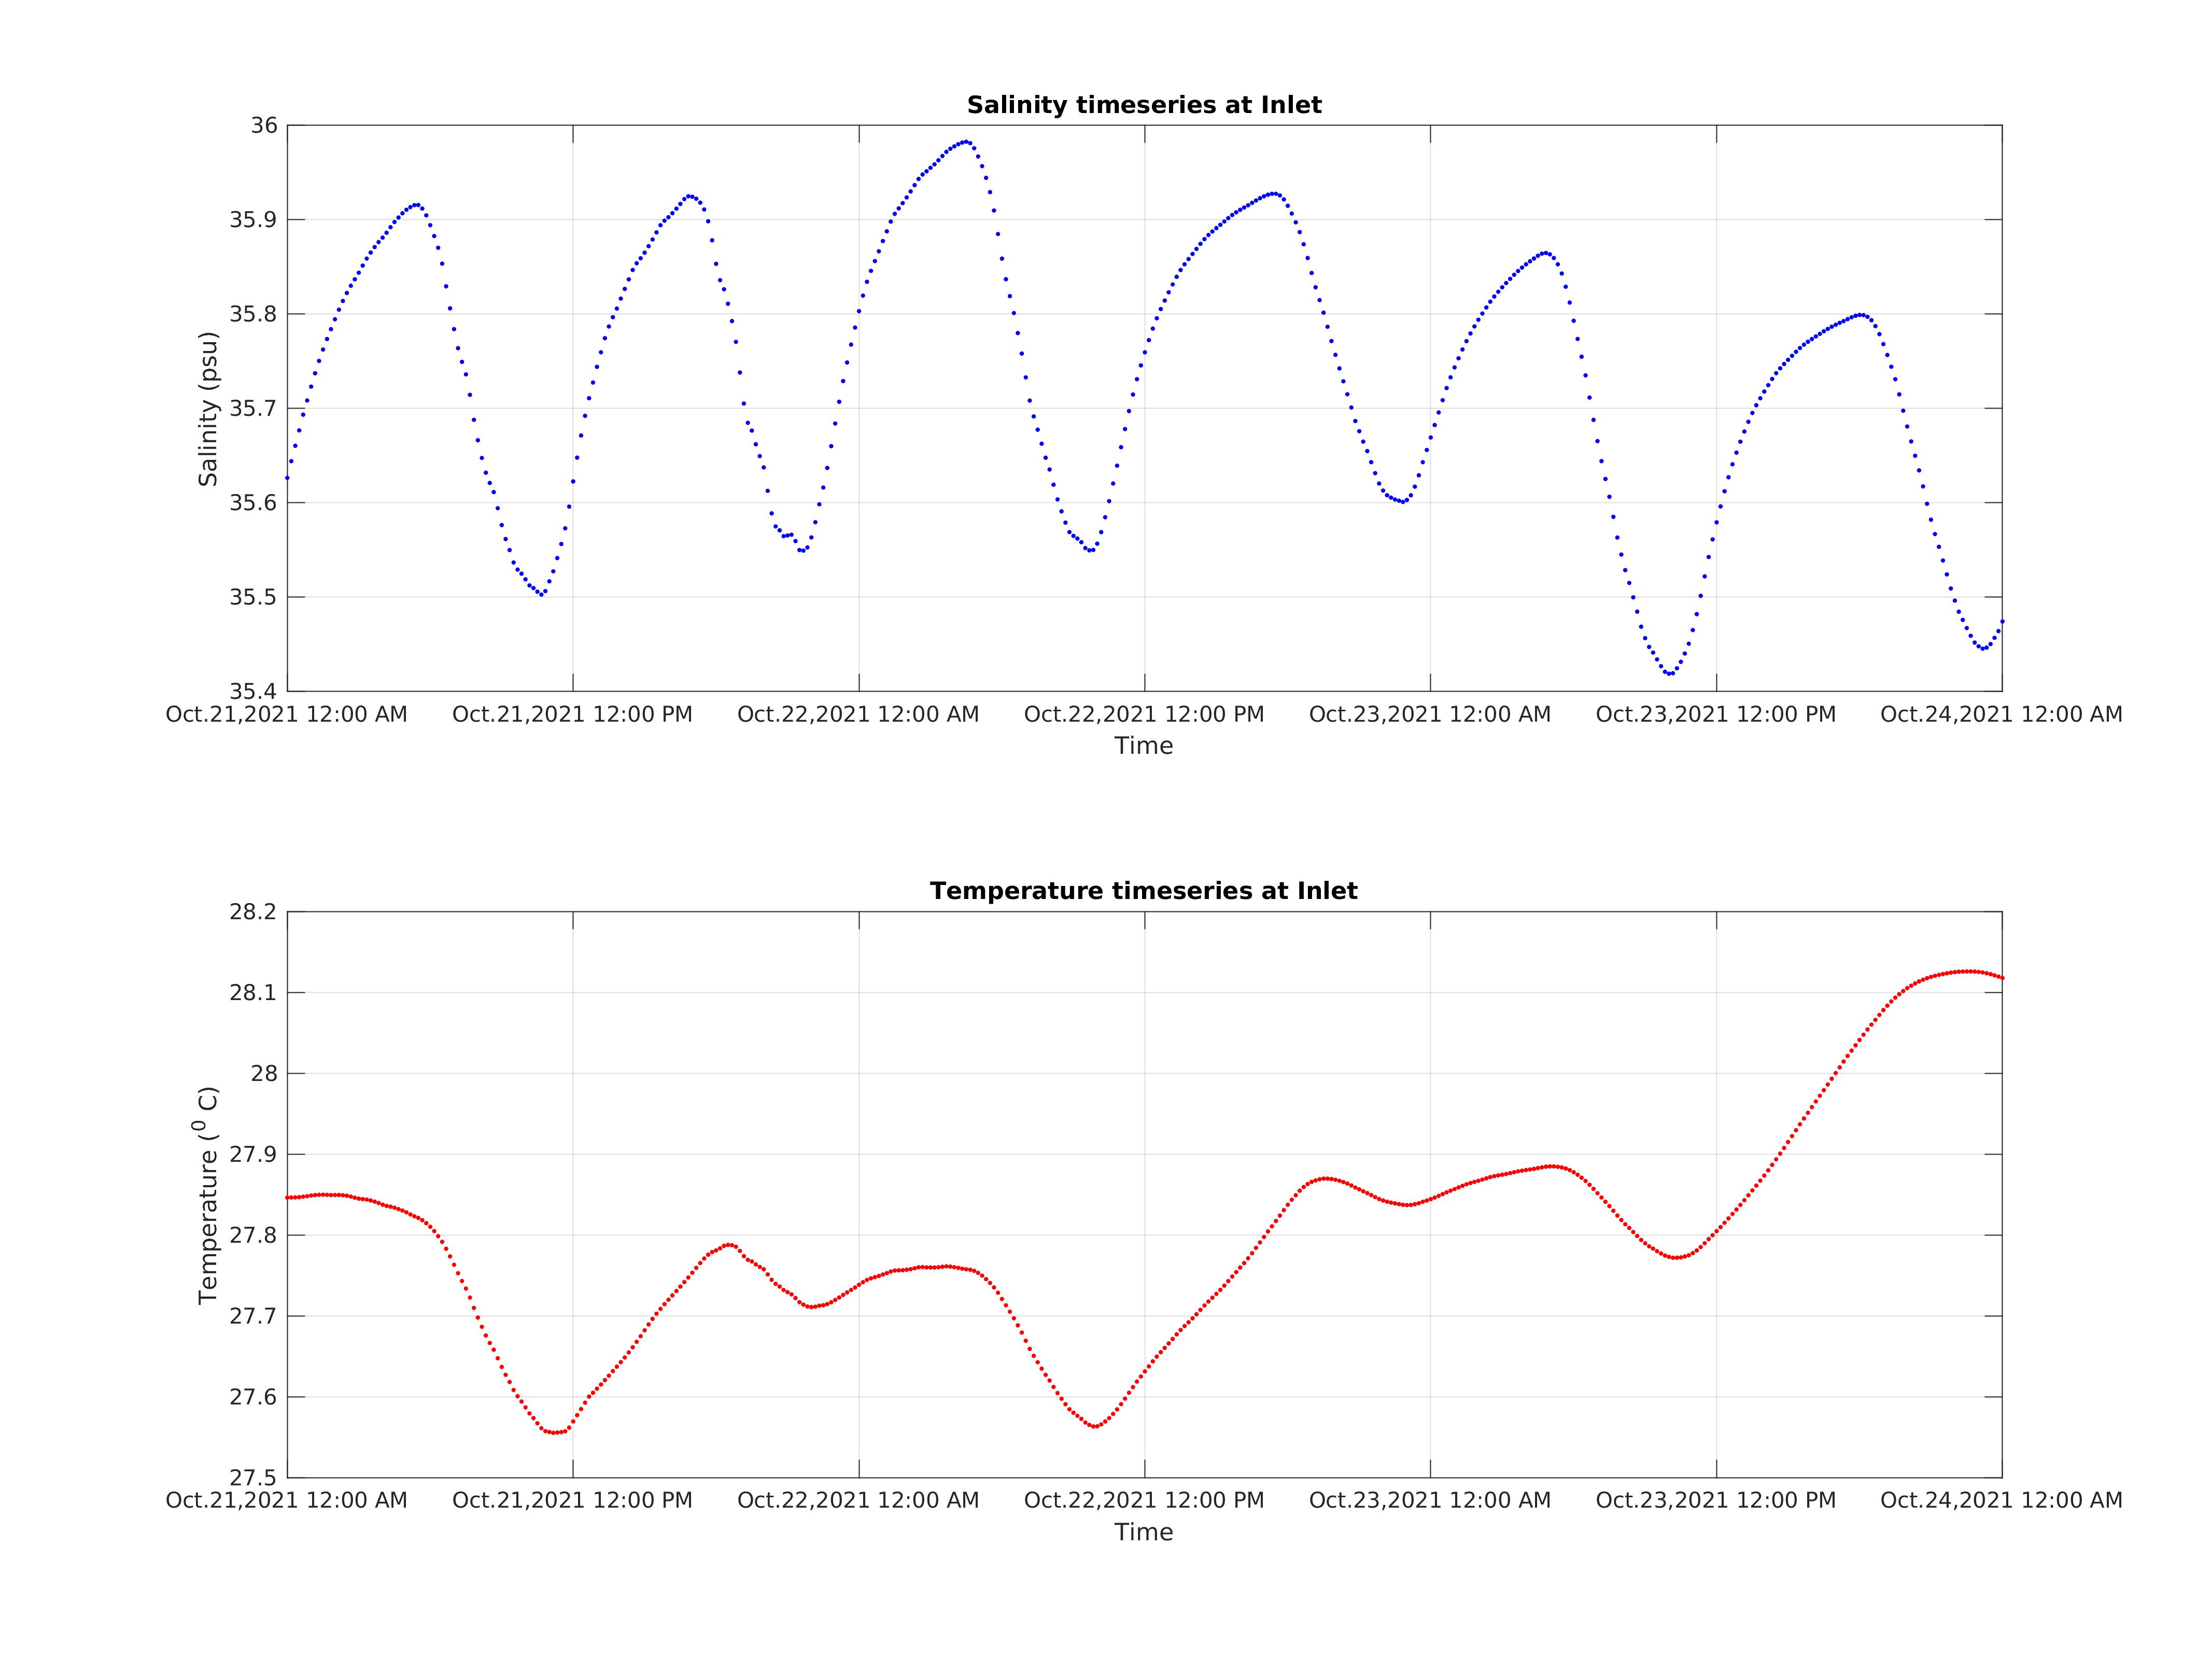 Salinity timeseries at Inlet
36
35.9
35.8
35.7
35.6
35.5
35.4
Salinity (psu)
Oct.21,2021 12:00 AM Oct.21,2021 12:00 PM Oct.22,2021 12:00 AM Oct.22,2021 12:00 PM Oct.23,2021 12:00 AM Oct.23,2021 12:00 PM Oct.24,2021 12:00 AM
Time
Temperature timeseries at Inlet
28.2
28.1
28
27.9
27.8
27.7
27.6
27.5
Temperature (⁰ C)
Oct.21,2021 12:00 AM Oct.21,2021 12:00 PM Oct.22,2021 12:00 AM Oct.22,2021 12:00 PM Oct.23,2021 12:00 AM Oct.23,2021 12:00 PM Oct.24,2021 12:00 AM
Time